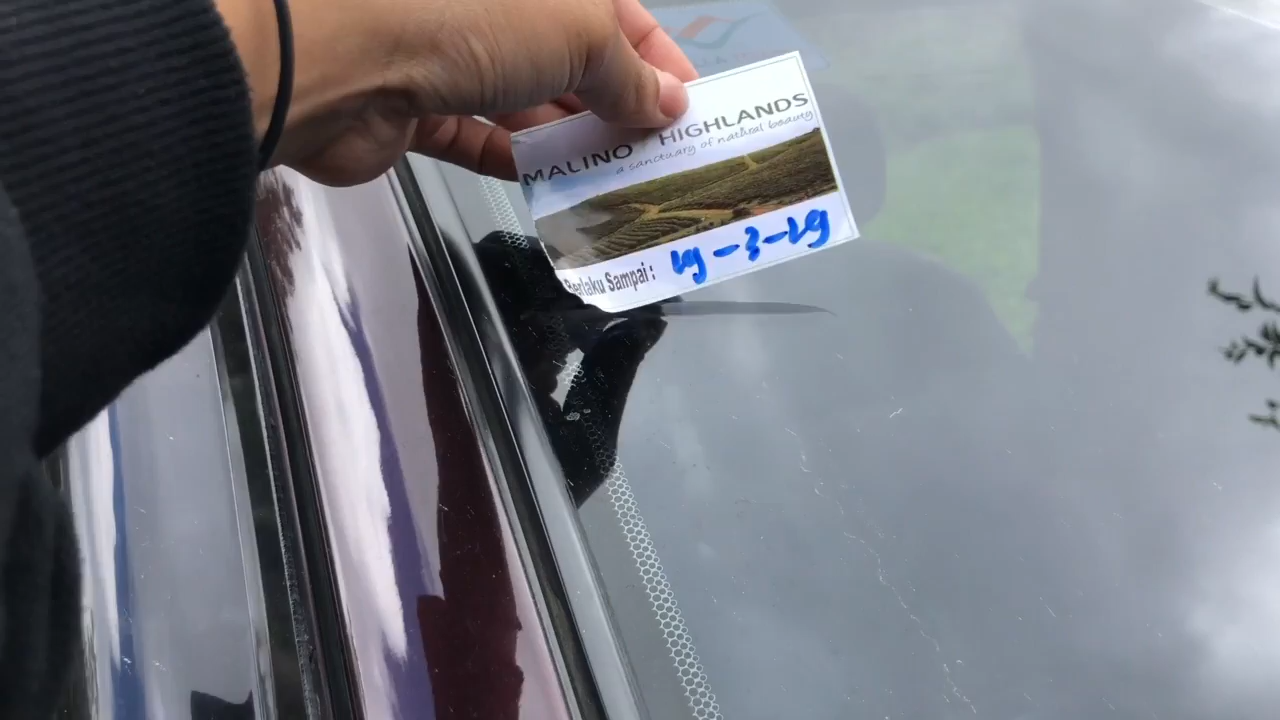 MALINO HIGHLANDS
a sanctuary of natural beauty
Berlaku Sampai : 19-3-19